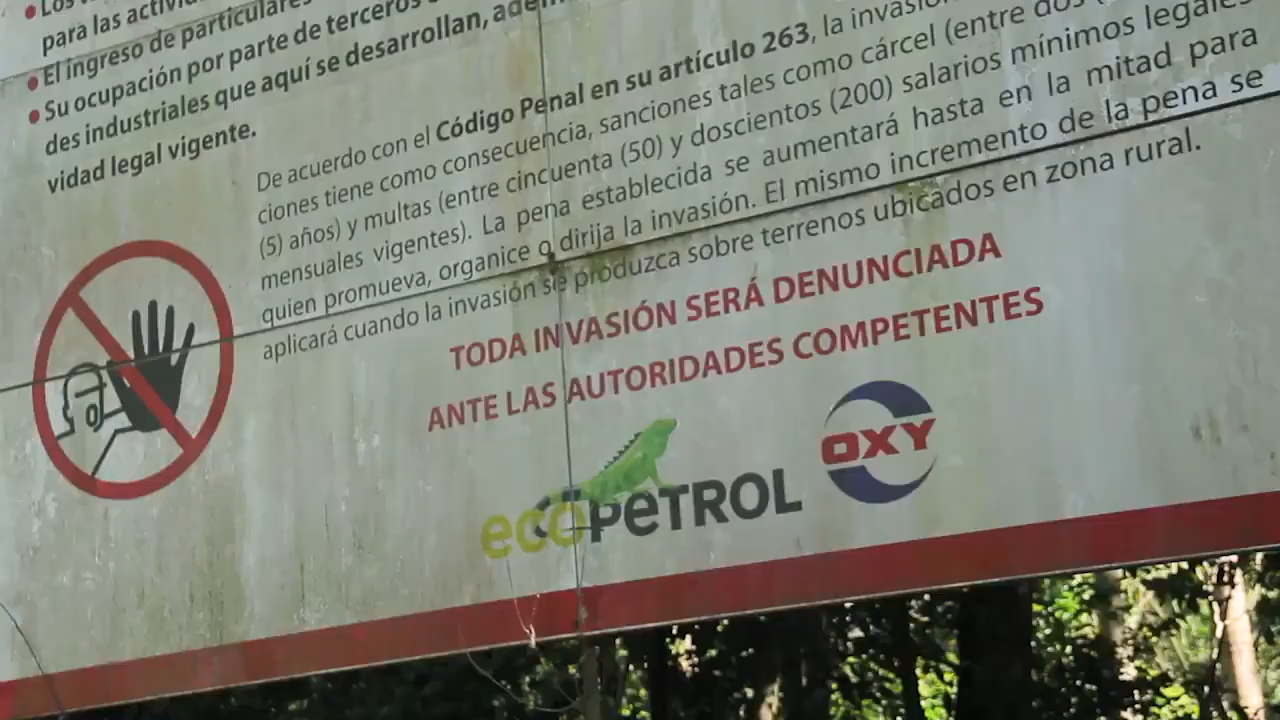 para las
El ingreso de particulares
Su ocupación por parte de terceros
des industriales que aquí se desarrollan,
vidad legal vigente.
De acuerdo con el Código Penal en su artículo 263, la
ciones tiene como consecuencia, sanciones tales como cárcel (entre dos
(5) años) y multas (entre cincuenta (50) y doscientos (200) salarios mínimos legales
mensuales vigentes). La pena establecida se aumentará hasta en la mitad para
quien promueva, organice o dirija la invasión. El mismo incremento de la pena se
aplicará cuando la invasión se produzca sobre terrenos ubicados en zona rural.
TODA INVASIÓN SERÁ DENUNCIADA
ANTE LAS AUTORIDADES COMPETENTES
ecopeTROL
OXY